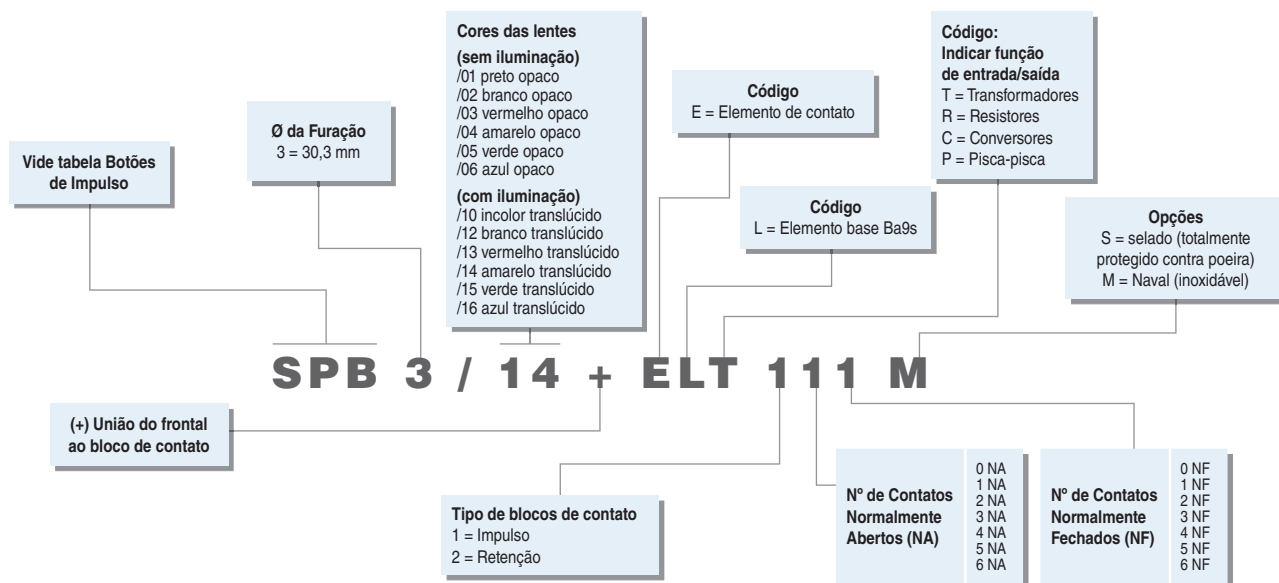 Cores das lentes
(sem iluminação)
/01 preto opaco
/02 branco opaco
/03 vermelho opaco
/04 amarelo opaco
/05 verde opaco
/06 azul opaco
(com iluminação)
/10 incolor translúcido
/12 branco translúcido
/13 vermelho translúcido
/14 amarelo translúcido
/15 verde translúcido
/16 azul translúcido
Código:
Indicar função
de entrada/saída
T = Transformadores
R = Resistores
C = Conversores
P = Pisca-pisca
Código
E = Elemento de contato
Ø da Furação
3 = 30,3 mm
Vide tabela Botões
de Impulso
Código
L = Elemento base Ba9s
Opções
S = selado (totalmente
protegido contra poeira)
M = Naval (inoxidável)
SPB 3 / 14 + ELT 111 M
(+) União do frontal
ao bloco de contato
Tipo de blocos de contato
1 = Impulso
2 = Retenção
Nº de Contatos
Normalmente
Abertos (NA)
0 NA
1 NA
2 NA
3 NA
4 NA
5 NA
6 NA
Nº de Contatos
Normalmente
Fechados (NF)
0 NF
1 NF
2 NF
3 NF
4 NF
5 NF
6 NF